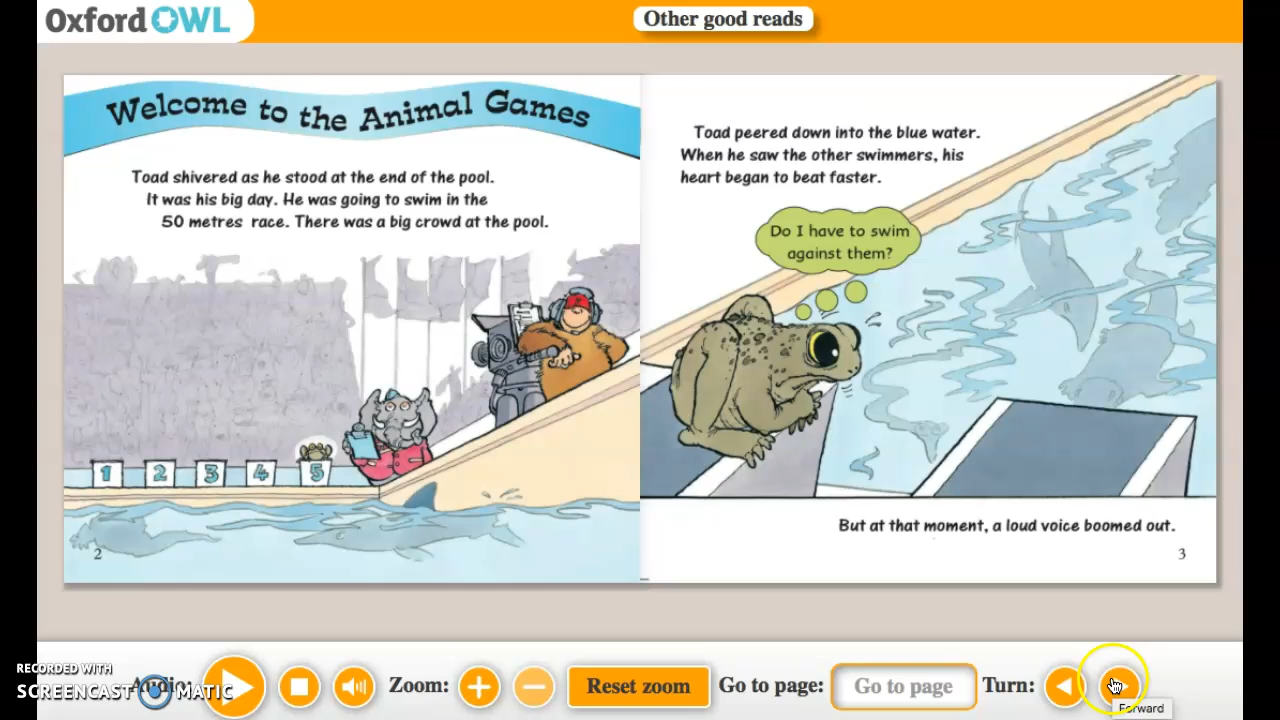 Oxford OWL
Other good reads
Welcome to the Animal Games
Toad shivered as he stood at the end of the pool.
It was his big day. He was going to swim in the
50 metres race. There was a big crowd at the pool.
1 2 3 4 5
2
Toad peered down into the blue water.
When he saw the other swimmers, his
heart began to beat faster.
Do I have to swim
against them?
But at that moment, a loud voice boomed out.
3
RECORDED WITH
SCREENCAST MATIC
Audio:
Zoom:
Reset zoom
Go to page:
Go to page
Turn:
Forward